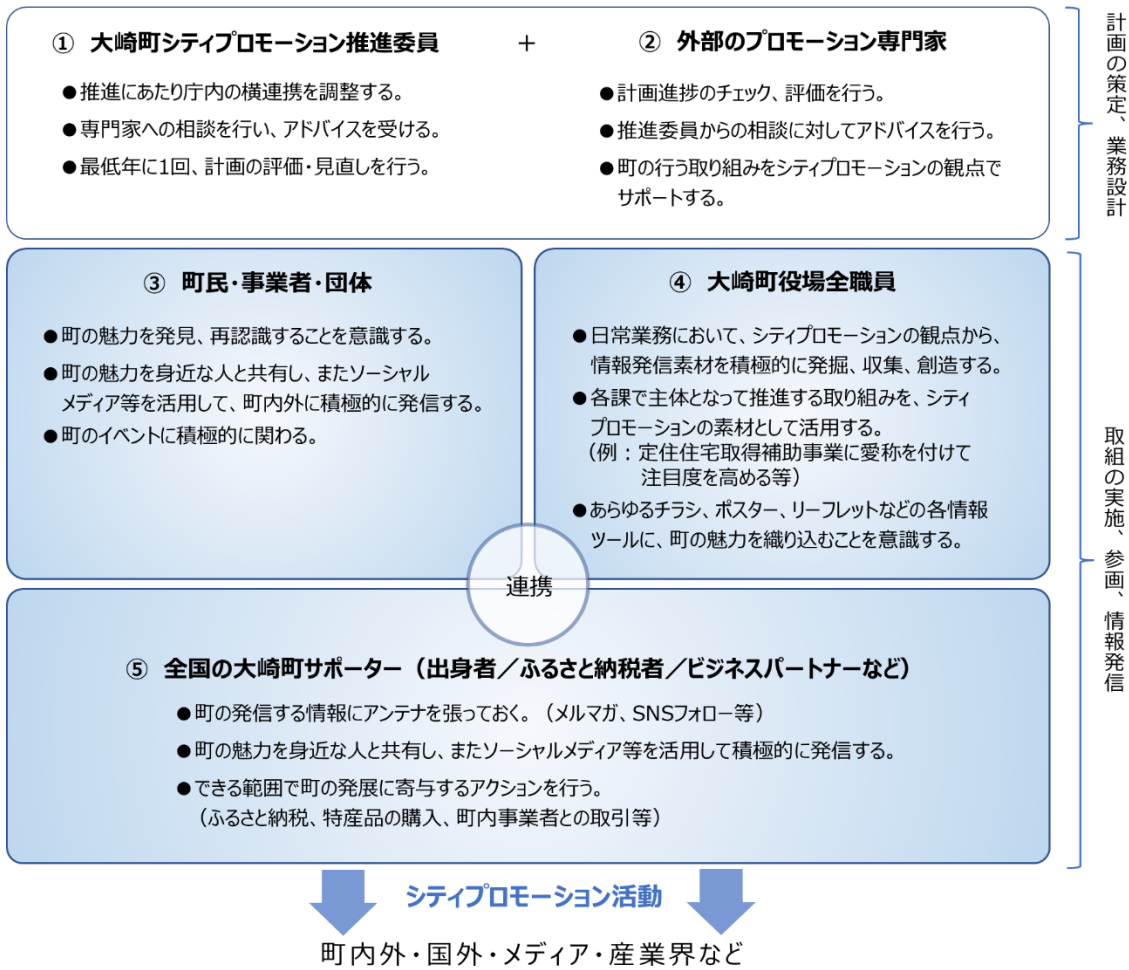 ① 大崎町シティプロモーション推進委員
＋
② 外部のプロモーション専門家
●推進にあたり庁内の横連携を調整する。
●専門家への相談を行い、アドバイスを受ける。
●最低年に1回、計画の評価・見直しを行う。
●計画進捗のチェック、評価を行う。
●推進委員からの相談に対してアドバイスを行う。
●町の行う取り組みをシティプロモーションの観点で
サポートする。
計画の策定、業務設計
③ 町民・事業者・団体
●町の魅力を発見、再認識することを意識する。
●町の魅力を身近な人と共有し、またソーシャル
メディア等を活用して、町内外に積極的に発信する。
●町のイベントに積極的に関わる。
④ 大崎町役場全職員
●日常業務において、シティプロモーションの観点から、
情報発信素材を積極的に発掘、収集、創造する。
●各課で主体となって推進する取り組みを、シティ
プロモーションの素材として活用する。
（例：定住住宅取得補助事業に愛称を付けて
注目度を高める等）
●あらゆるチラシ、ポスター、リーフレットなどの各情報
ツールに、町の魅力を織り込むことを意識する。
連携
⑤ 全国の大崎町サポーター（出身者／ふるさと納税者／ビジネスパートナーなど）
●町の発信する情報にアンテナを張っておく。（メルマガ、SNSフォロー等）
●町の魅力を身近な人と共有し、またソーシャルメディア等を活用して積極的に発信する。
●できる範囲で町の発展に寄与するアクションを行う。
（ふるさと納税、特産品の購入、町内事業者との取引等）
取組の実施、参画、情報発信
シティプロモーション活動
町内外・国外・メディア・産業界など